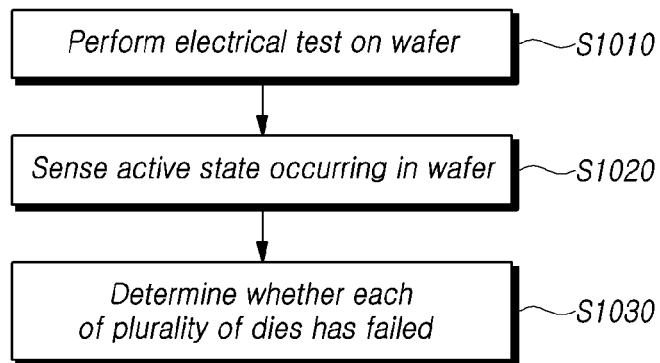 Perform electrical test on wafer
S1010
Sense active state occurring in wafer
S1020
Determine whether each
of plurality of dies has failed
S1030